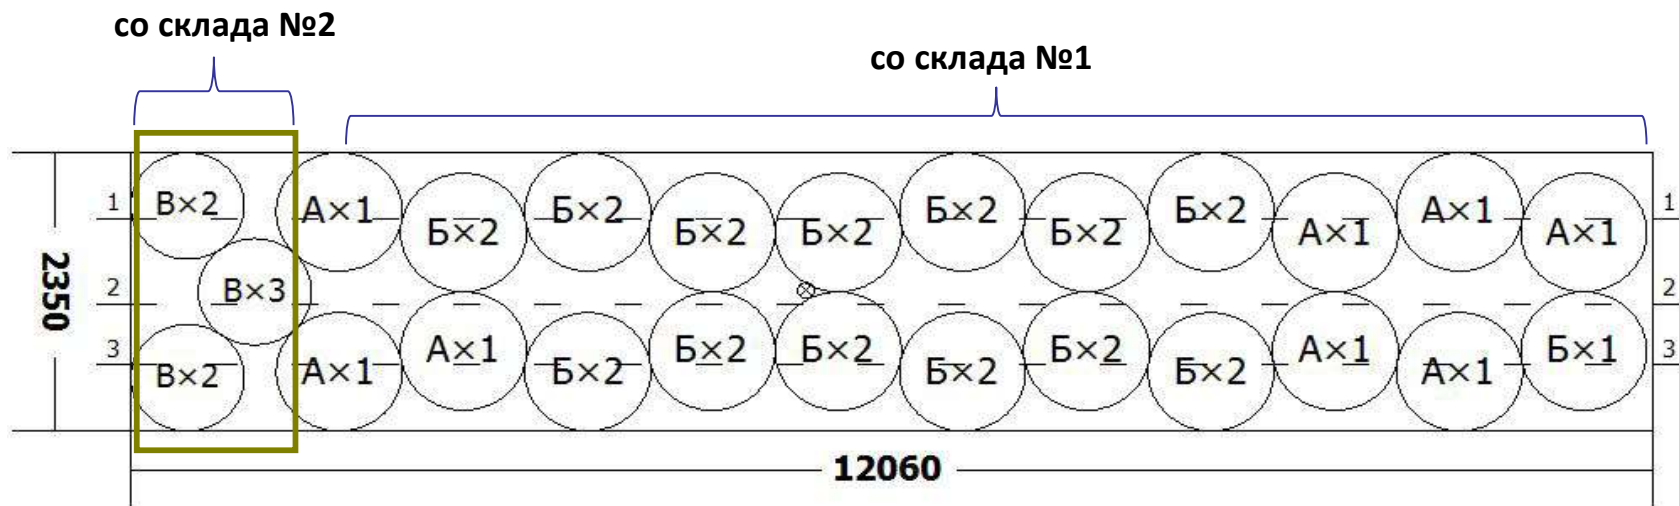 со склада №2
со склада №1
1 В×2 А×1 Б×2 Б×2 Б×2 Б×2 Б×2 Б×2 Б×2 А×1 А×1 А×1 1
2350 2 В×3 2
3 В×2 А×1 А×1 Б×2 Б×2 Б×2 Б×2 Б×2 Б×2 А×1 А×1 Б×1 3
12060